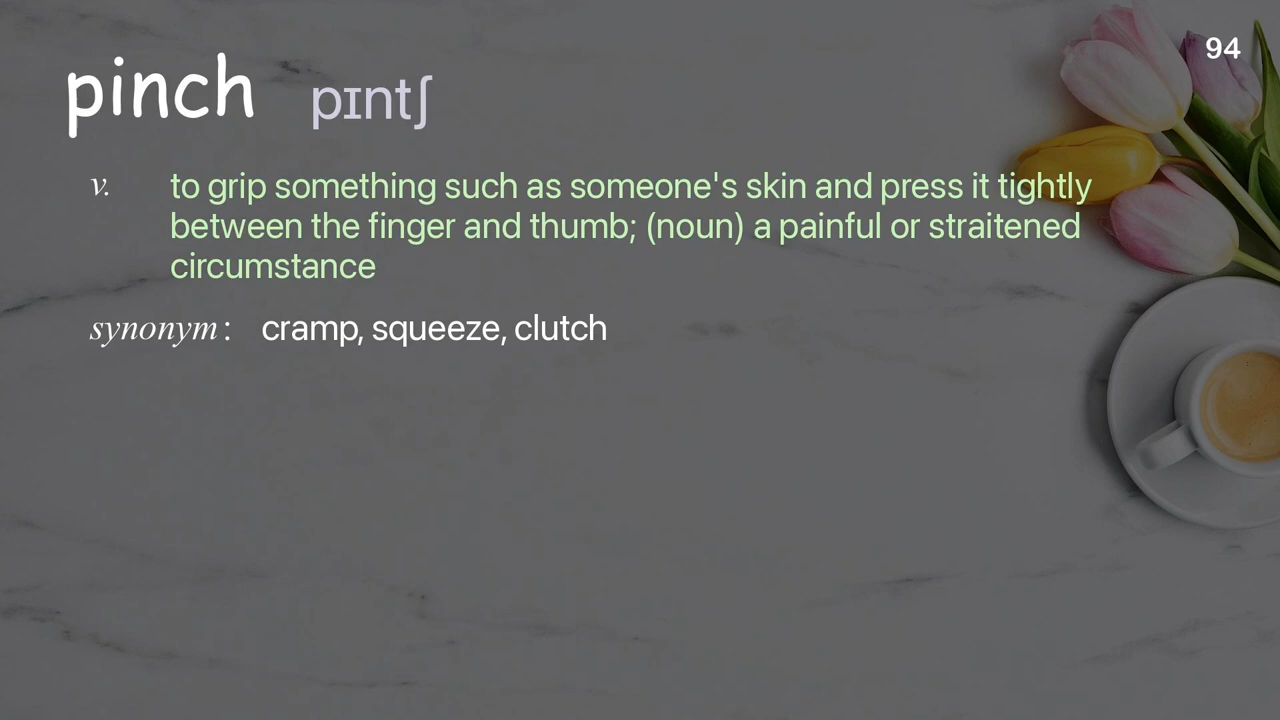 94
pinch pɪntʃ
v. to grip something such as someone's skin and press it tightly
between the finger and thumb; (noun) a painful or straitened
circumstance
synonym : cramp, squeeze, clutch